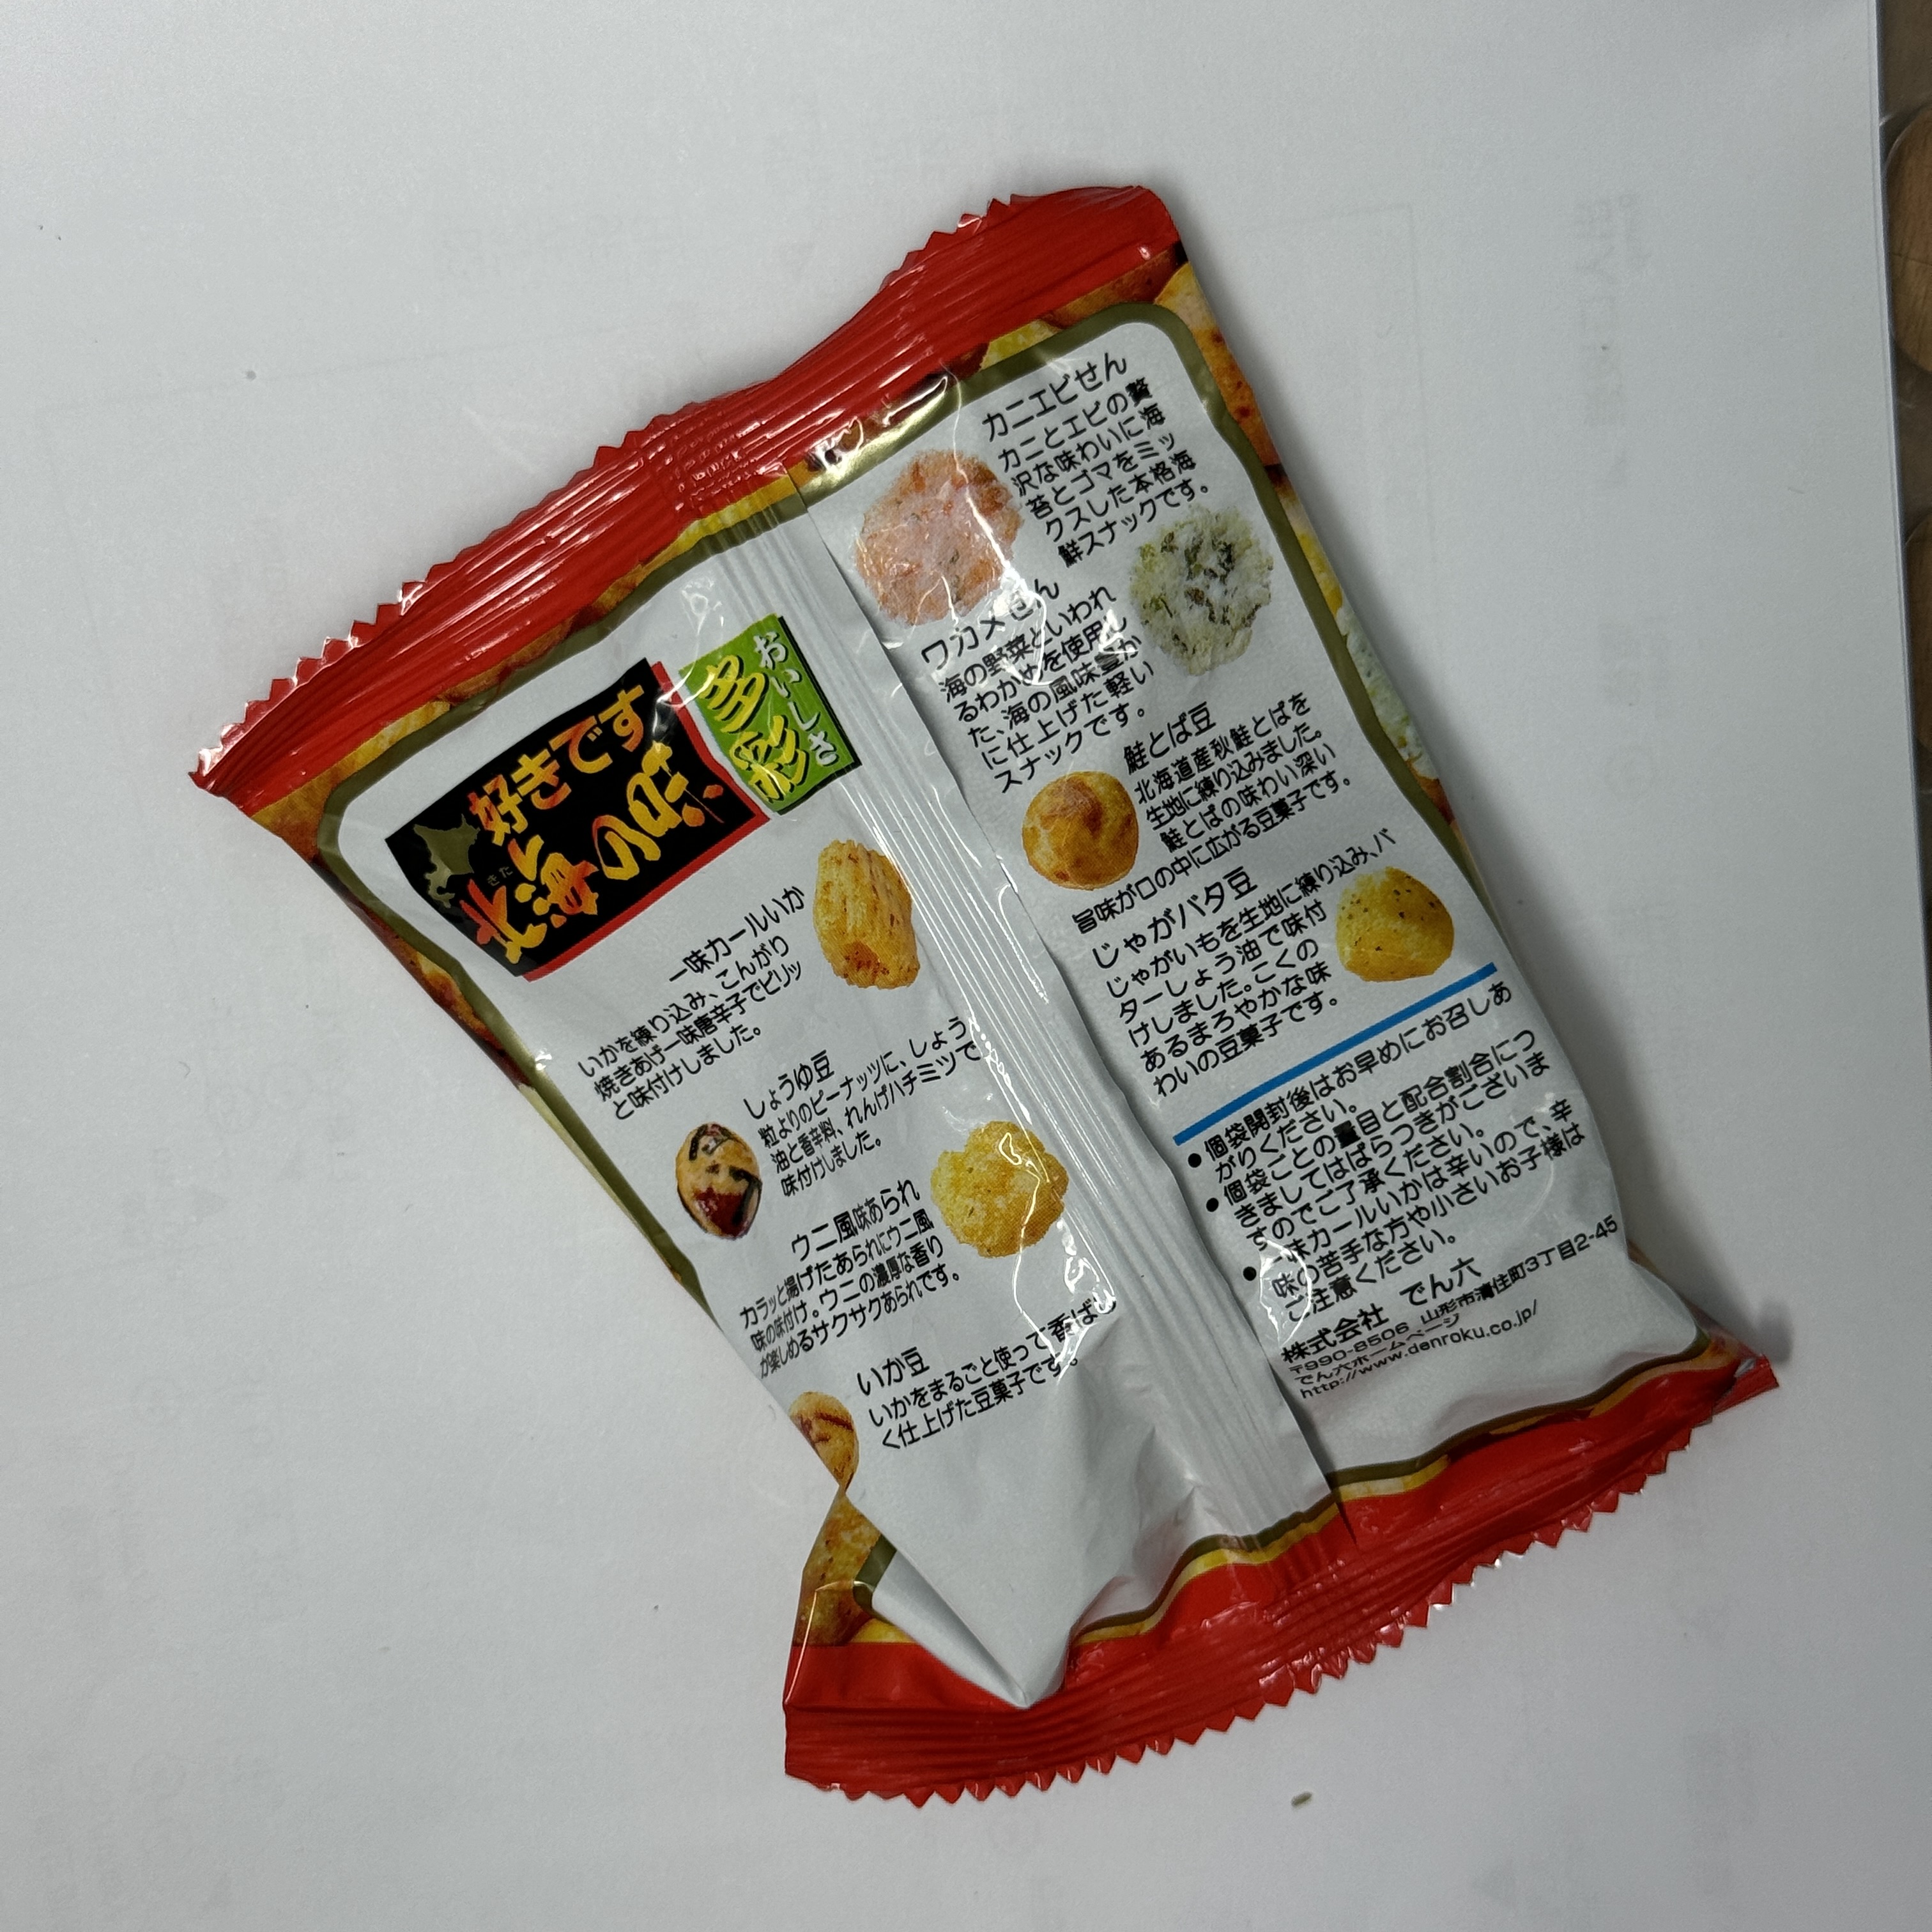 好きです
北海道
きた
おいしさ
多彩
一味カールいか
いかを練り込み、こんがり
焼きあげ一味唐辛子でピリッ
と味付けしました。
しょうゆ豆
粒よりのピーナッツに、しょう
油と香辛料、れんげハチミツで
味付けしました。
ウニ風味あられ
カラッと揚げたあられにウニ風
味の味付け。ウニの濃厚な香り
が楽しめるサクサクあられです。
いか豆
いかをまるごと使って香ばし
く仕上げた豆菓子です。
カニエビせん
カニとエビの贅
沢な味わいに海
苔とゴマをミッ
クスした本格海
鮮スナックです。
ワカメせん
海の野菜といわれ
るわかめを使用し
た、海の風味豊か
に仕上げた軽い
スナックです。
鮭とば豆
北海道産秋鮭とばを
生地に練り込みました。
鮭とばの味わい深い
旨味が口の中に広がる豆菓子です。
じゃがバタ豆
じゃがいもを生地に練り込み、バ
ターしょう油で味付
けしました。こくの
あるまろやかな味
わいの豆菓子です。
●個袋開封後はお早めにお召しあ
がりください。
●個袋ごとの量目と配合割合につ
きましてはばらつきがございま
すのでご了承ください。
●一味カールいかは辛いので、辛
味の苦手な方や小さいお子様は
ご注意ください。
株式会社 でん六
〒990-8506 山形市清住町3丁目2-45
でん六ホームページ
http://www.denroku.co.jp/